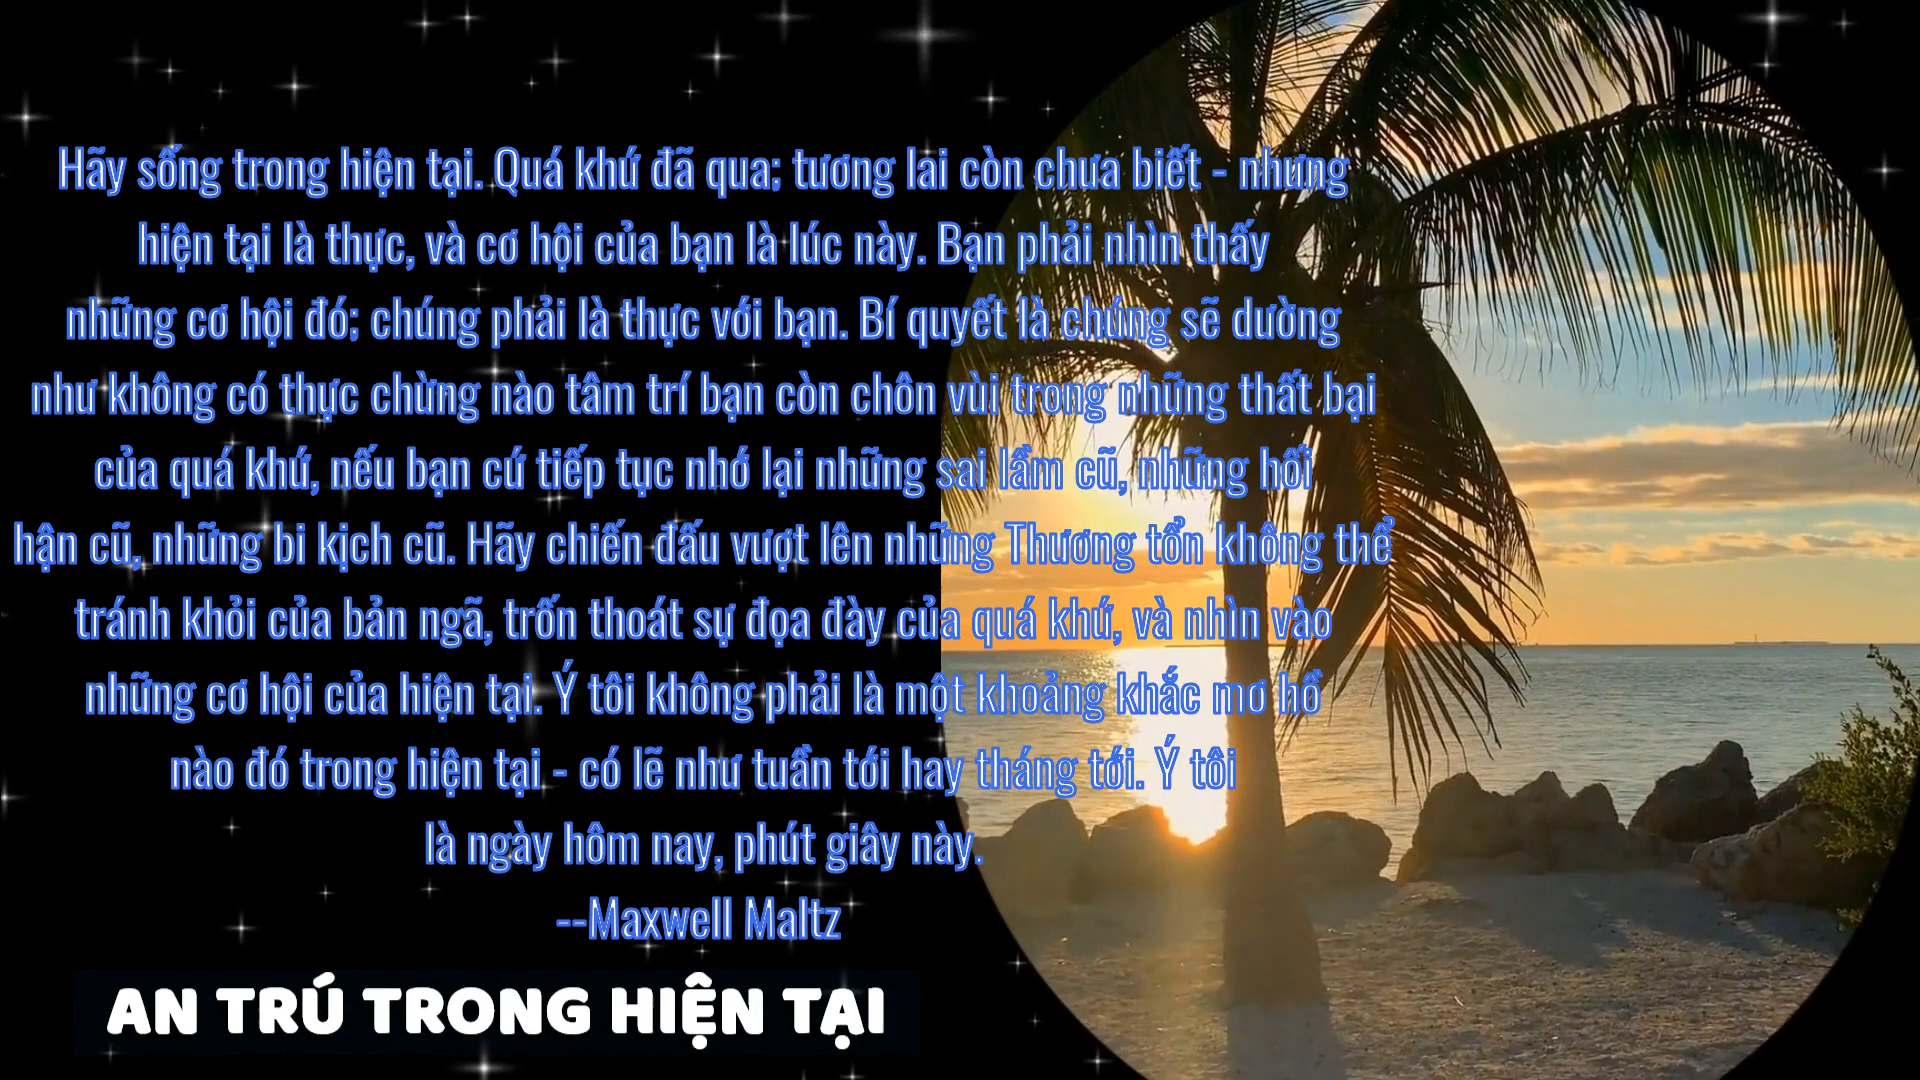 Hãy sống trong hiện tại. Quá khứ đã qua; tương lai còn chưa biết - nhưng
hiện tại là thực, và cơ hội của bạn là lúc này. Bạn phải nhìn thấy
những cơ hội đó; chúng phải là thực với bạn. Bí quyết là chúng sẽ dường
như không có thực chừng nào tâm trí bạn còn chôn vùi trong những thất bại
của quá khứ, nếu bạn cứ tiếp tục nhớ lại những sai lầm cũ, những hối
hận cũ, những bi kịch cũ. Hãy chiến đấu vượt lên những Thương tổn không thể
tránh khỏi của bản ngã, trốn thoát sự đọa đày của quá khứ, và nhìn vào
những cơ hội của hiện tại. Ý tôi không phải là một khoảng khắc mơ hồ
nào đó trong hiện tại - có lẽ như tuần tới hay tháng tới. Ý tôi
là ngày hôm nay, phút giây này.
--Maxwell Maltz
AN TRÚ TRONG HIỆN TẠI